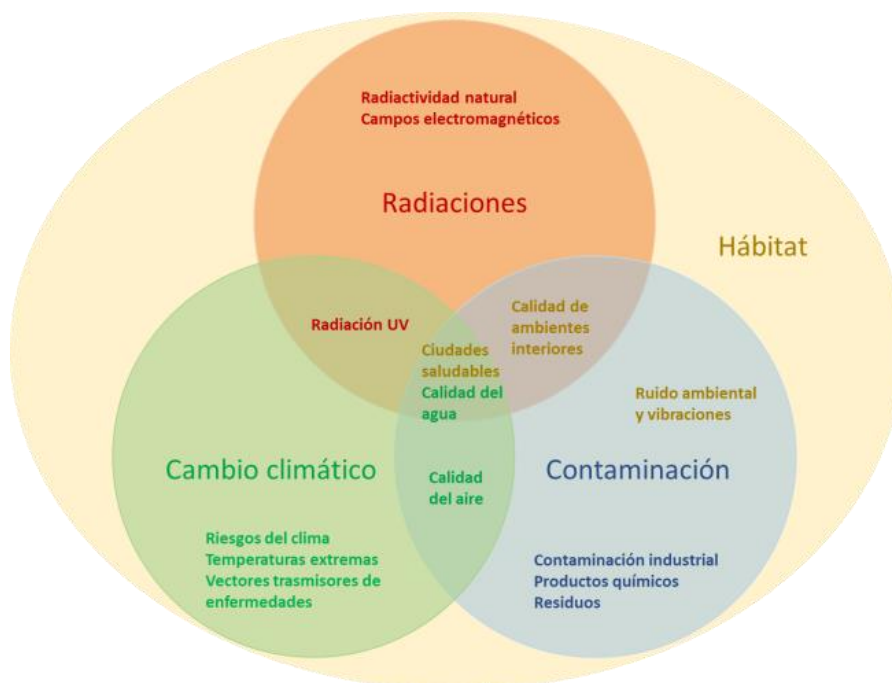 Radiactividad natural
Campos electromagnéticos
Radiaciones
Hábitat
Radiación UV
Calidad de
ambientes
interiores
Ciudades
saludables
Calidad del
agua
Ruido ambiental
y vibraciones
Cambio climático
Calidad
del aire
Contaminación
Riesgos del clima
Temperaturas extremas
Vectores trasmisores de
enfermedades
Contaminación industrial
Productos químicos
Residuos